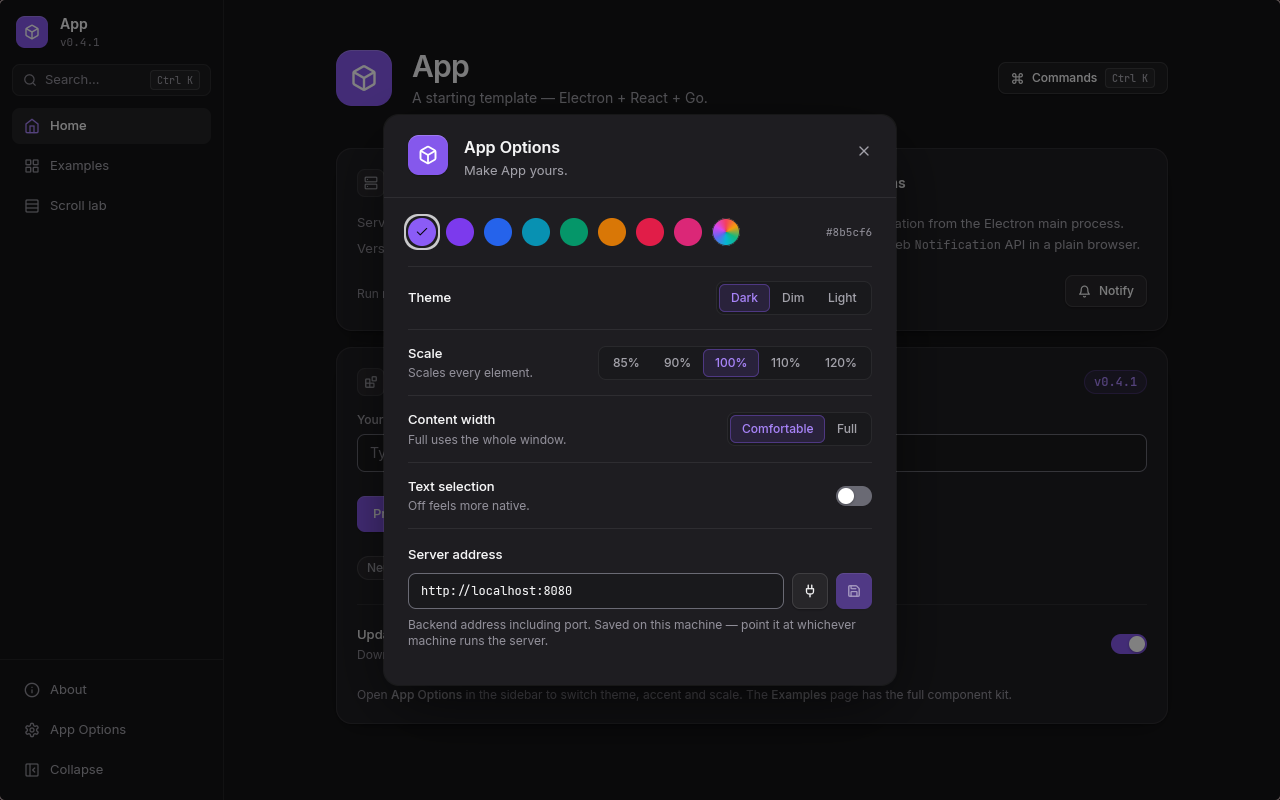 App
v0.4.1
Search...
Ctrl K
Home
Examples
Scroll lab
About
App Options
Collapse
App
A starting template — Electron + React + Go.
Commands
Ctrl K
App Options
Make App yours.
#8b5cf6
Theme
Dark
Dim
Light
Scale
Scales every element.
85%
90%
100%
110%
120%
Content width
Full uses the whole window.
Comfortable
Full
Text selection
Off feels more native.
Server address
http://localhost:8080
Backend address including port. Saved on this machine — point it at whichever
machine runs the server.
ation from the Electron main process.
Notification API in a plain browser.
Notify
v0.4.1
Your
Open App Options in the sidebar to switch theme, accent and scale. The Examples page has the full component kit.